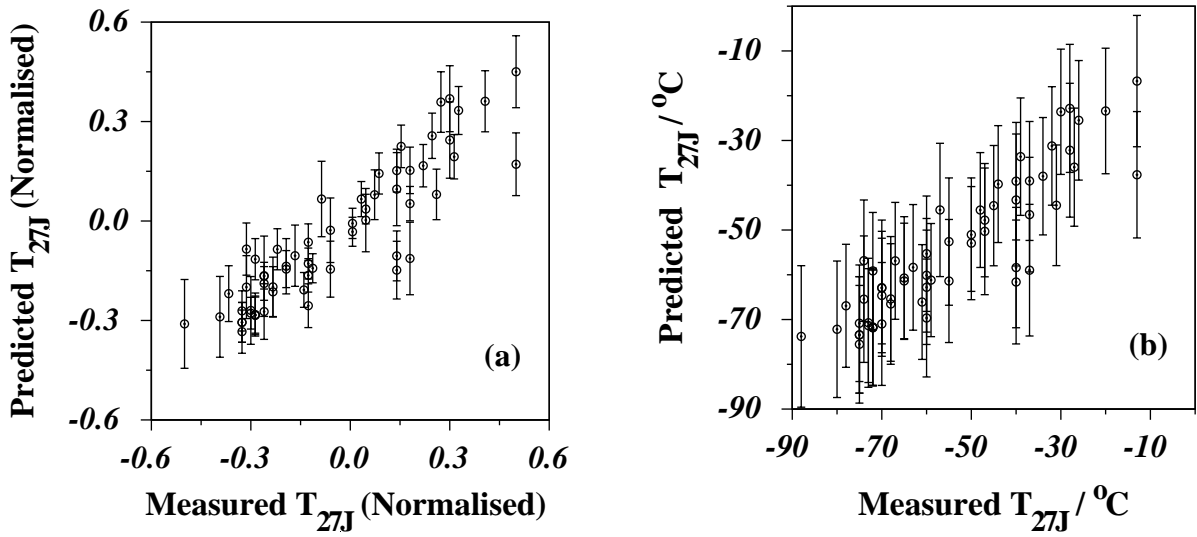 Predicted T27J (Normalised)
0.6
0.3
0.0
-0.3
-0.6
-0.6 -0.3 0.0 0.3 0.6
Measured T27J (Normalised)
(a)
Predicted T27J / oC
-10
-30
-50
-70
-90
-90 -70 -50 -30 -10
Measured T27J / oC
(b)